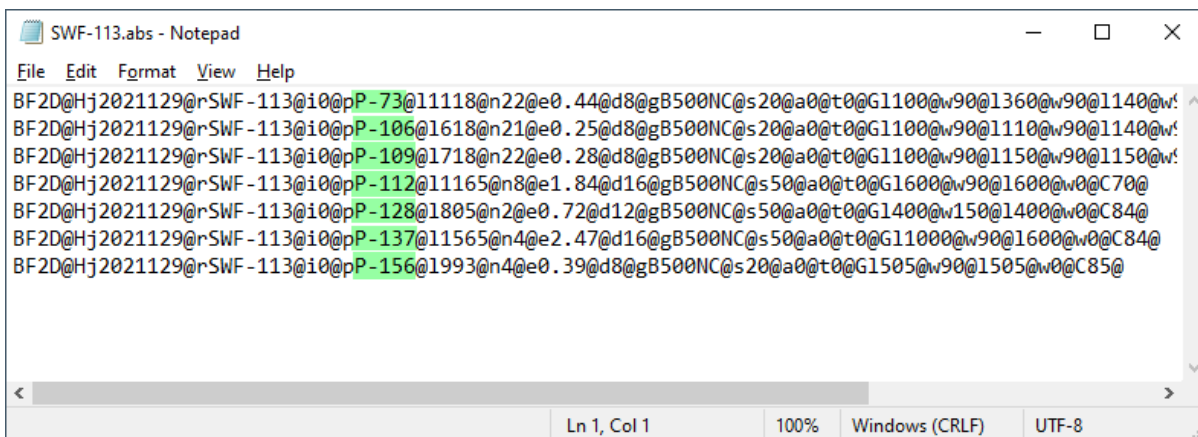 SWF-113.abs - Notepad
File Edit Format View Help
BF2D@Hj2021129@rSWF-113@i0@pP-73@l1118@n22@e0.44@d8@gB500NC@s20@a0@t0@Gl100@w90@l360@w90@l140@w9
BF2D@Hj2021129@rSWF-113@i0@pP-106@l618@n21@e0.25@d8@gB500NC@s20@a0@t0@Gl100@w90@l110@w90@l140@w9
BF2D@Hj2021129@rSWF-113@i0@pP-109@l718@n22@e0.28@d8@gB500NC@s20@a0@t0@Gl100@w90@l150@w90@l150@w9
BF2D@Hj2021129@rSWF-113@i0@pP-112@l1165@n8@e1.84@d16@gB500NC@s50@a0@t0@Gl600@w90@l600@w0@C70@
BF2D@Hj2021129@rSWF-113@i0@pP-128@l805@n2@e0.72@d12@gB500NC@s50@a0@t0@Gl400@w150@l400@w0@C84@
BF2D@Hj2021129@rSWF-113@i0@pP-137@l1565@n4@e2.47@d16@gB500NC@s50@a0@t0@Gl1000@w90@l600@w0@C84@
BF2D@Hj2021129@rSWF-113@i0@pP-156@l993@n4@e0.39@d8@gB500NC@s20@a0@t0@Gl505@w90@l505@w0@C85@
Ln 1, Col 1 100% Windows (CRLF) UTF-8